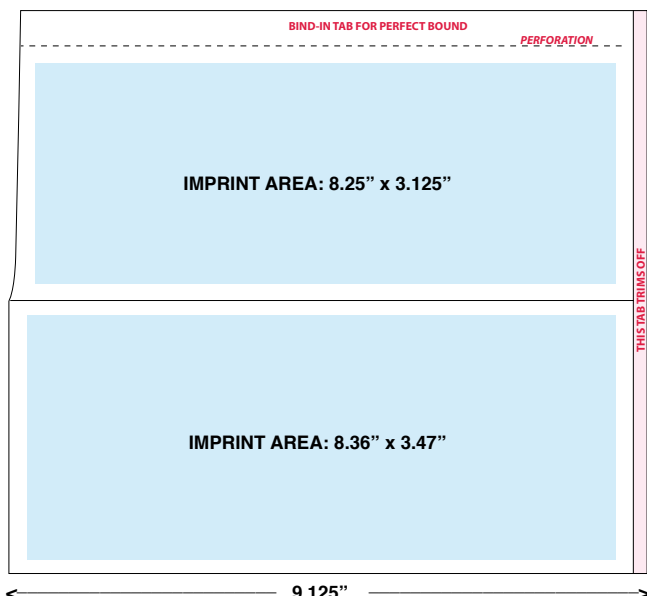 BIND-IN TAB FOR PERFECT BOUND
PERFORATION
IMPRINT AREA: 8.25” x 3.125”
THIS TAB TRIMS OFF
IMPRINT AREA: 8.36” x 3.47”
9.125”